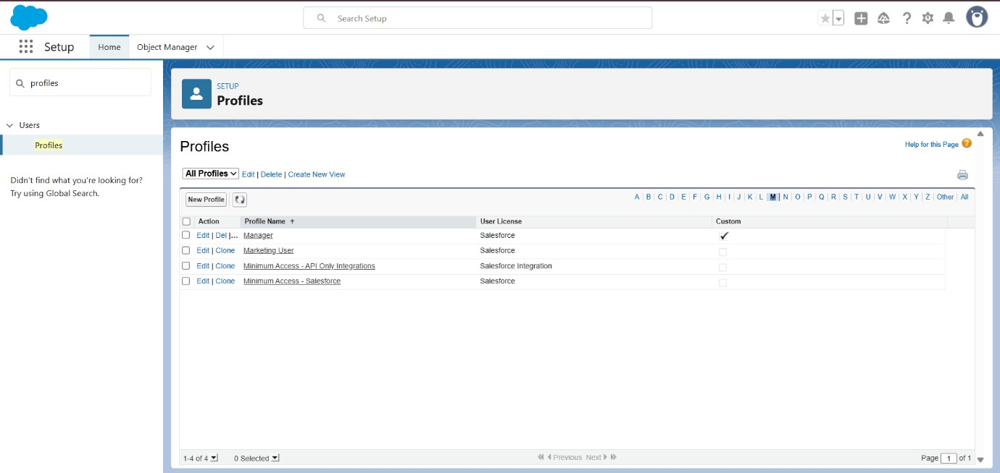 Search Setup
Setup
Home
Object Manager
profiles
Users
Profiles
Didn't find what you're looking for?
Try using Global Search.
SETUP
Profiles
Profiles
Help for this Page ?
All Profiles Edit | Delete | Create New View
New Profile
A | B | C | D | E | F | G | H | I | J | K | L | M | N | O | P | Q | R | S | T | U | V | W | X | Y | Z | Other | All
Action Profile Name ↑ User License Custom
Edit | Del |... Manager Salesforce ✓
Edit | Clone Marketing User Salesforce
Edit | Clone Minimum Access - API Only Integrations Salesforce Integration
Edit | Clone Minimum Access - Salesforce Salesforce
1-4 of 4 0 Selected Previous Next Page 1 of 1